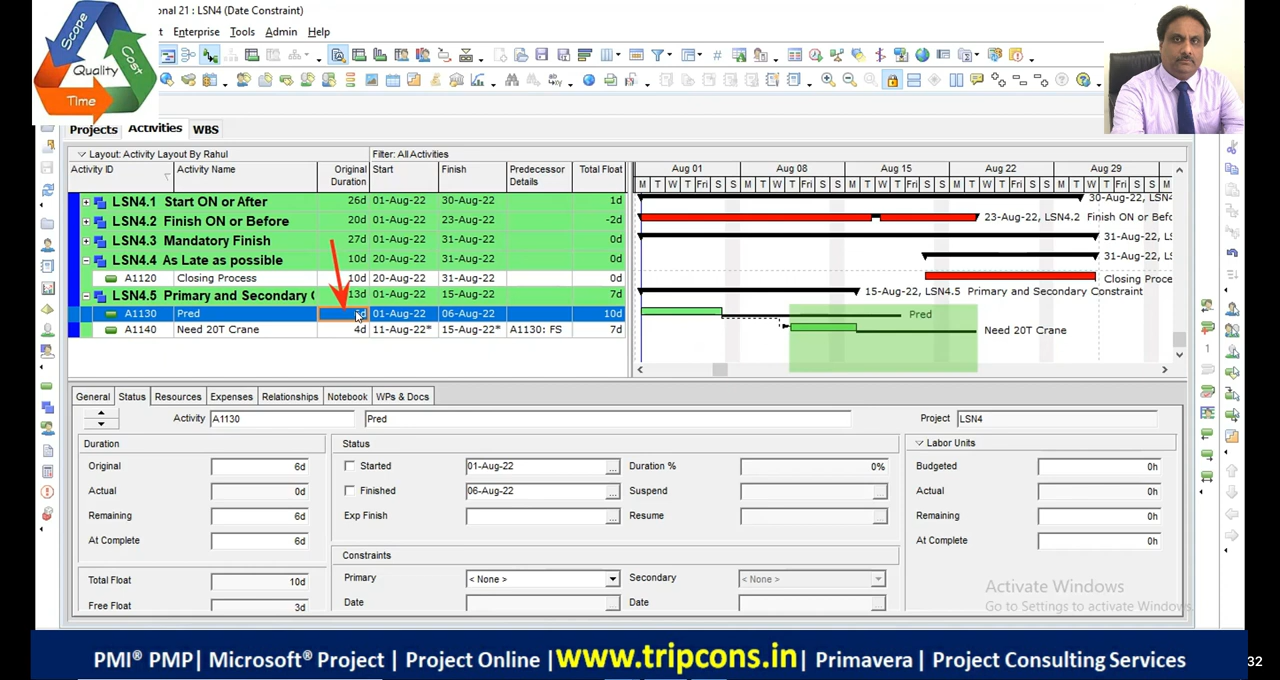 onal 21 : LSN4 (Date Constraint)
t Enterprise Tools Admin Help
Scope
Cost
Quality
Time
Projects Activities WBS
Layout: Activity Layout By Rahul Filter: All Activities
Activity ID Activity Name Original Duration Start Finish Predecessor Details Total Float
Aug 01 Aug 08 Aug 15 Aug 22 Aug 29
M T W T Fri S S M T W T Fri S S M T W T Fri S S M T W T Fri S S M T W T Fri S S M
LSN4.1 Start ON or After 26d 01-Aug-22 30-Aug-22 1d 30-Aug-22, LSN4
LSN4.2 Finish ON or Before 20d 01-Aug-22 23-Aug-22 -2d 23-Aug-22, LSN4.2 Finish ON or Befo
LSN4.3 Mandatory Finish 27d 01-Aug-22 31-Aug-22 0d 31-Aug-22, LS
LSN4.4 As Late as possible 10d 20-Aug-22 31-Aug-22 0d 31-Aug-22, LS
A1120 Closing Process 10d 20-Aug-22 31-Aug-22 0d Closing Proce
LSN4.5 Primary and Secondary C 13d 01-Aug-22 15-Aug-22 7d 15-Aug-22, LSN4.5 Primary and Secondary Constraint
A1130 Pred d 01-Aug-22 06-Aug-22 10d Pred
A1140 Need 20T Crane 4d 11-Aug-22* 15-Aug-22* A1130: FS 7d Need 20T Crane
General Status Resources Expenses Relationships Notebook WPs & Docs
Activity A1130 Pred Project LSN4
Duration Status Labor Units
Original 6d Started 01-Aug-22 ... Duration % 0% Budgeted 0h
Actual 0d Finished 06-Aug-22 ... Suspend ... Actual 0h
Remaining 6d Exp Finish ... Resume ... Remaining 0h
At Complete 6d At Complete 0h
Constraints
Total Float 10d Primary < None > Secondary < None >
Free Float 3d Date ... Date ...
Activate Windows
Go to Settings to activate Windows.
PMI® PMP| Microsoft® Project | Project Online |www.tripcons.in| Primavera | Project Consulting Services
32